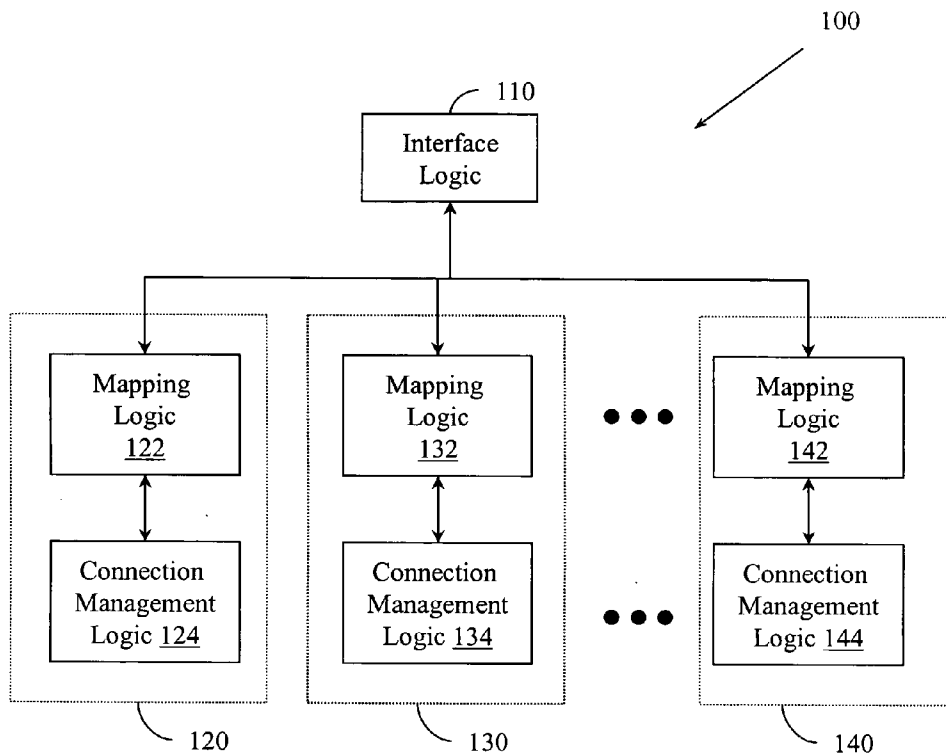 100
110
Interface
Logic
Mapping
Logic
122
Mapping
Logic
132
Mapping
Logic
142
Connection
Management
Logic 124
Connection
Management
Logic 134
Connection
Management
Logic 144
120
130
140